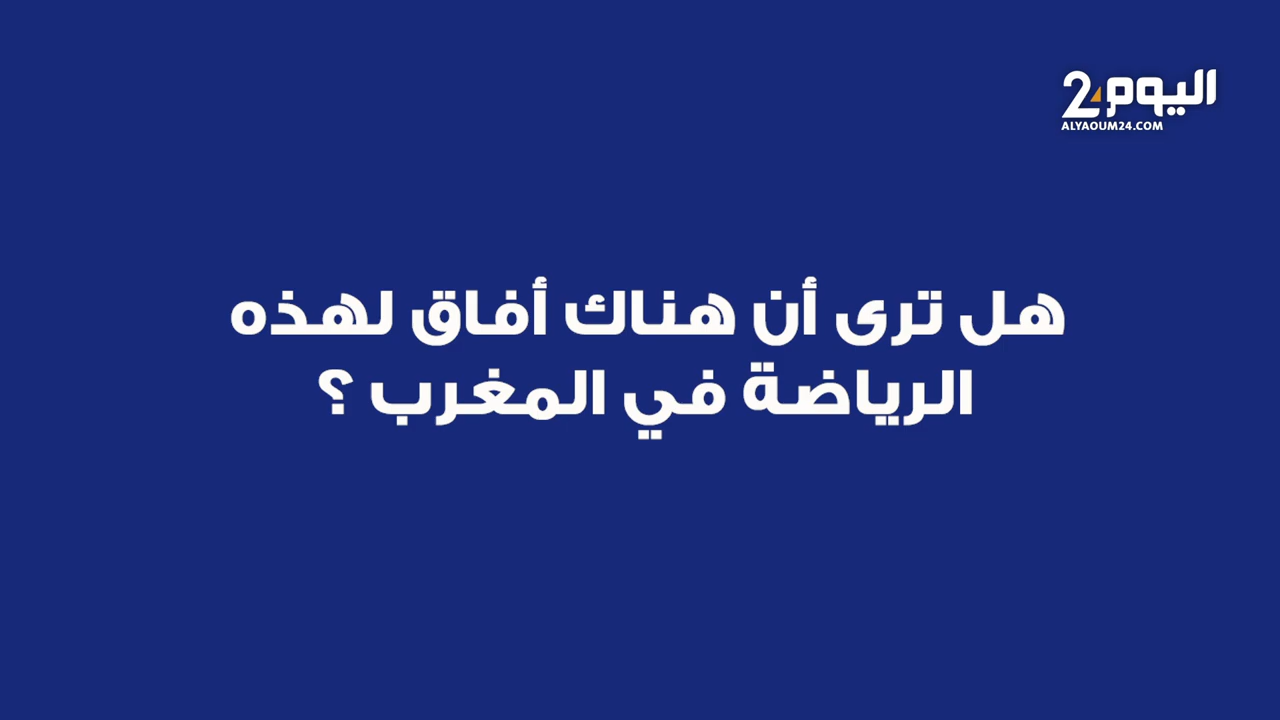 اليوم24
ALYAOUM24.COM
هل ترى أن هناك أفاق لهذه
الرياضة في المغرب ؟